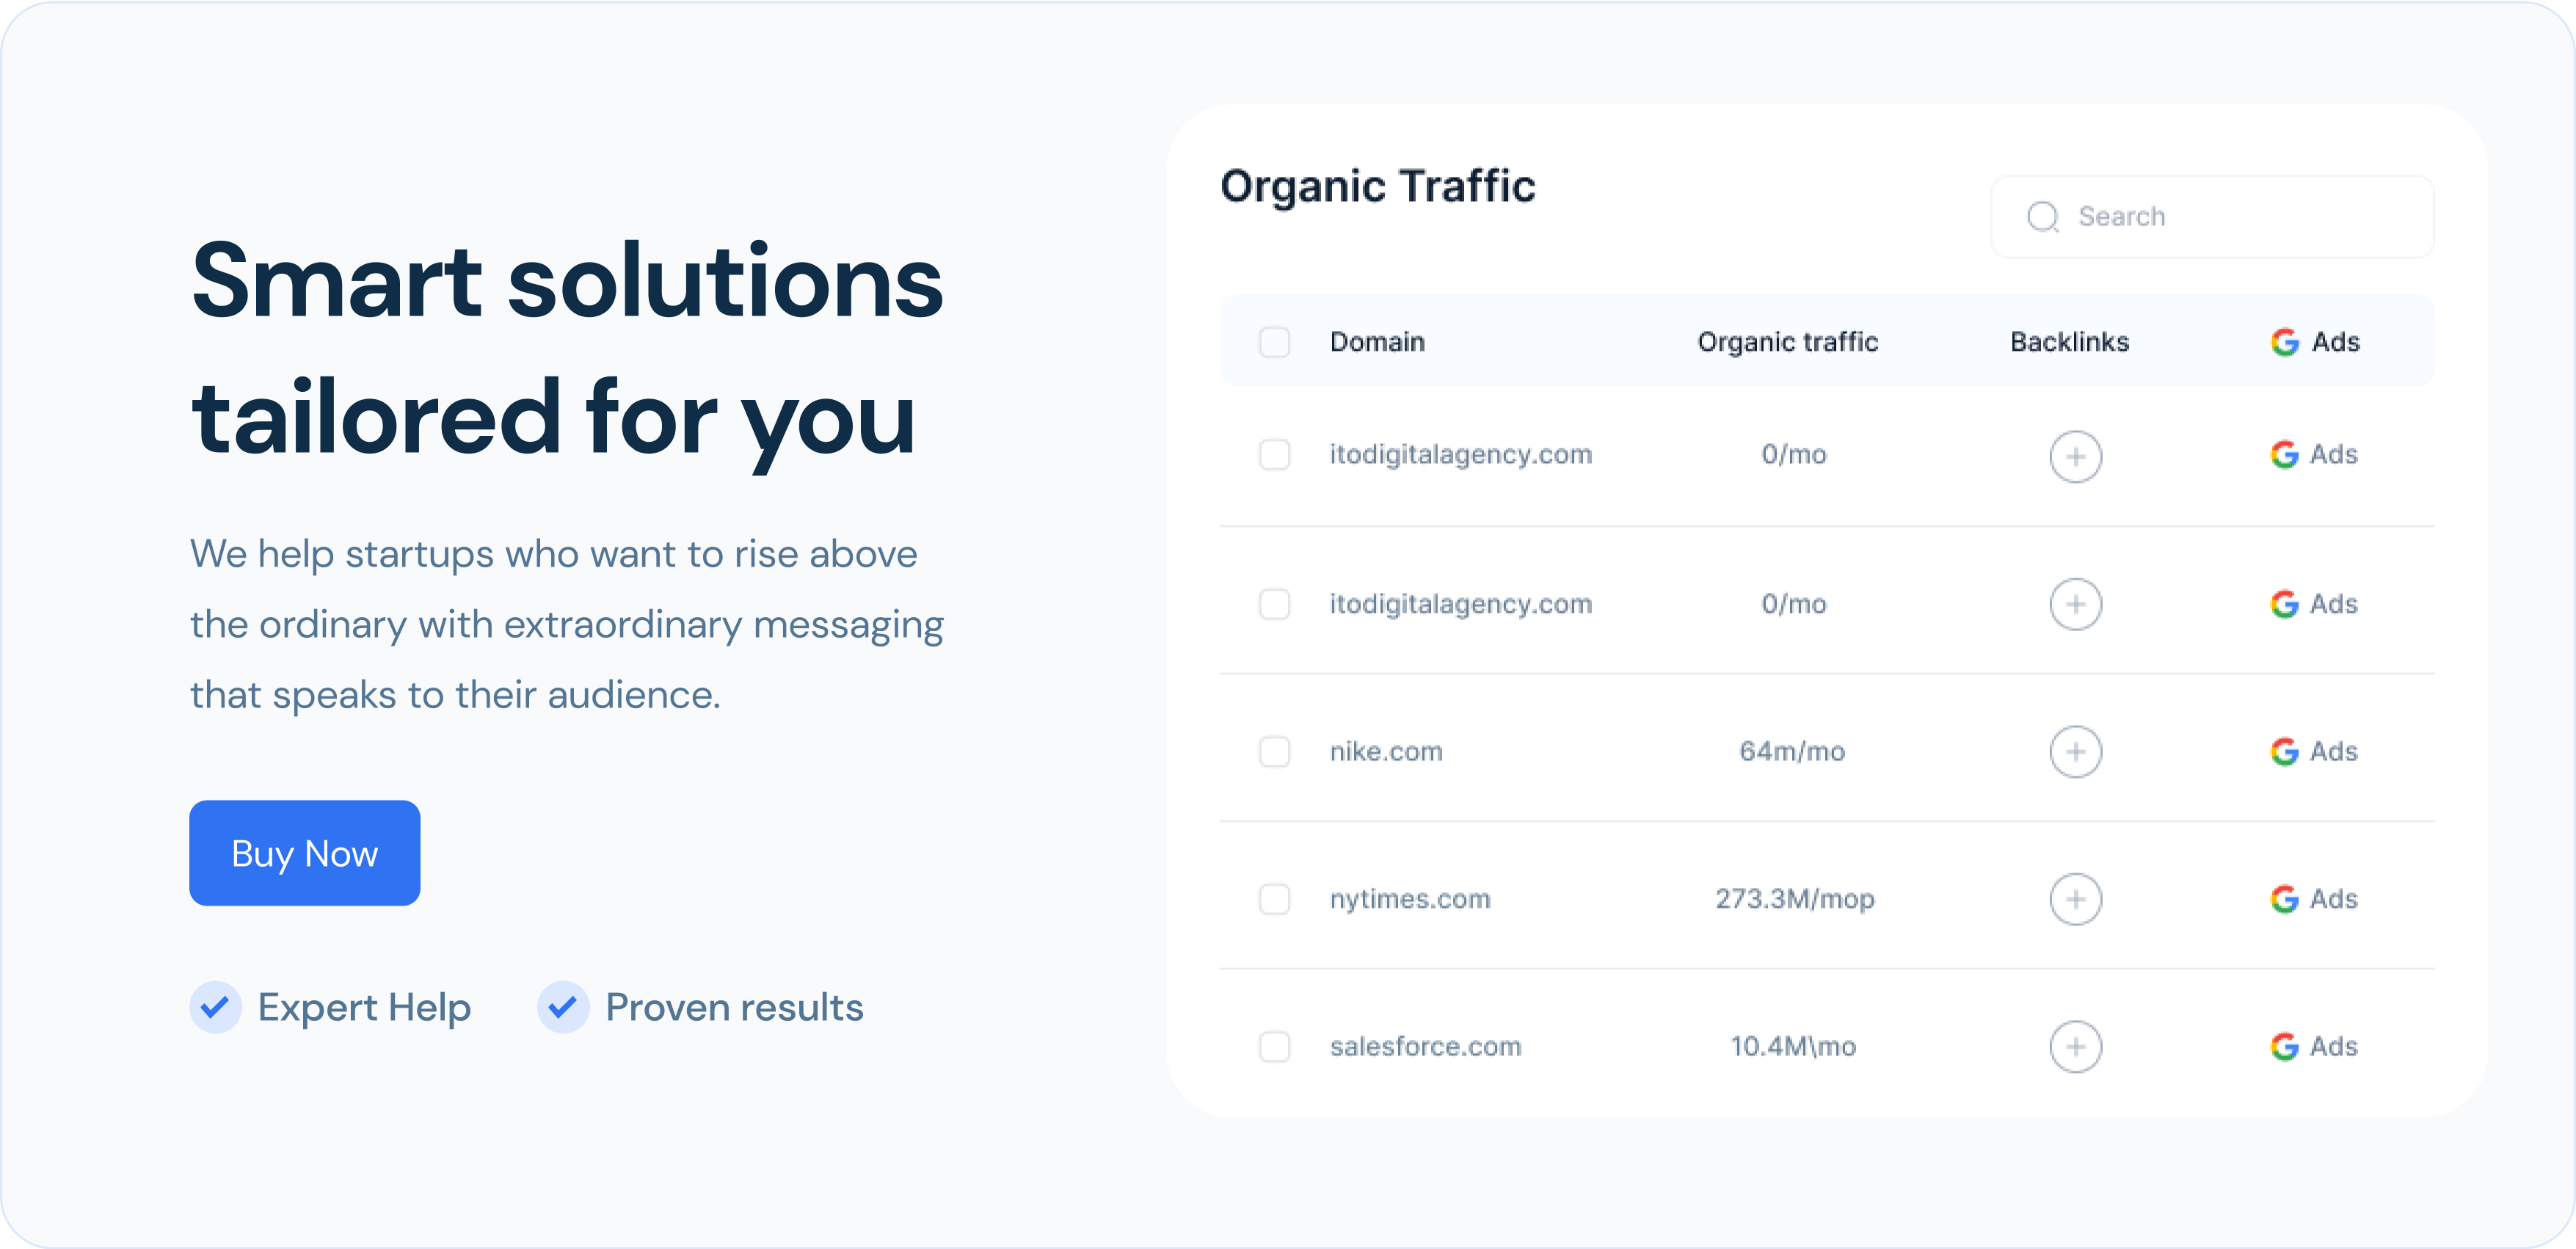 Smart solutions
tailored for you
We help startups who want to rise above
the ordinary with extraordinary messaging
that speaks to their audience.
Buy Now
Expert Help Proven results
Organic Traffic
Search
Domain Organic traffic Backlinks G Ads
itodigitalagency.com 0/mo G Ads
itodigitalagency.com 0/mo G Ads
nike.com 64m/mo G Ads
nytimes.com 273.3M/mop G Ads
salesforce.com 10.4M\mo G Ads